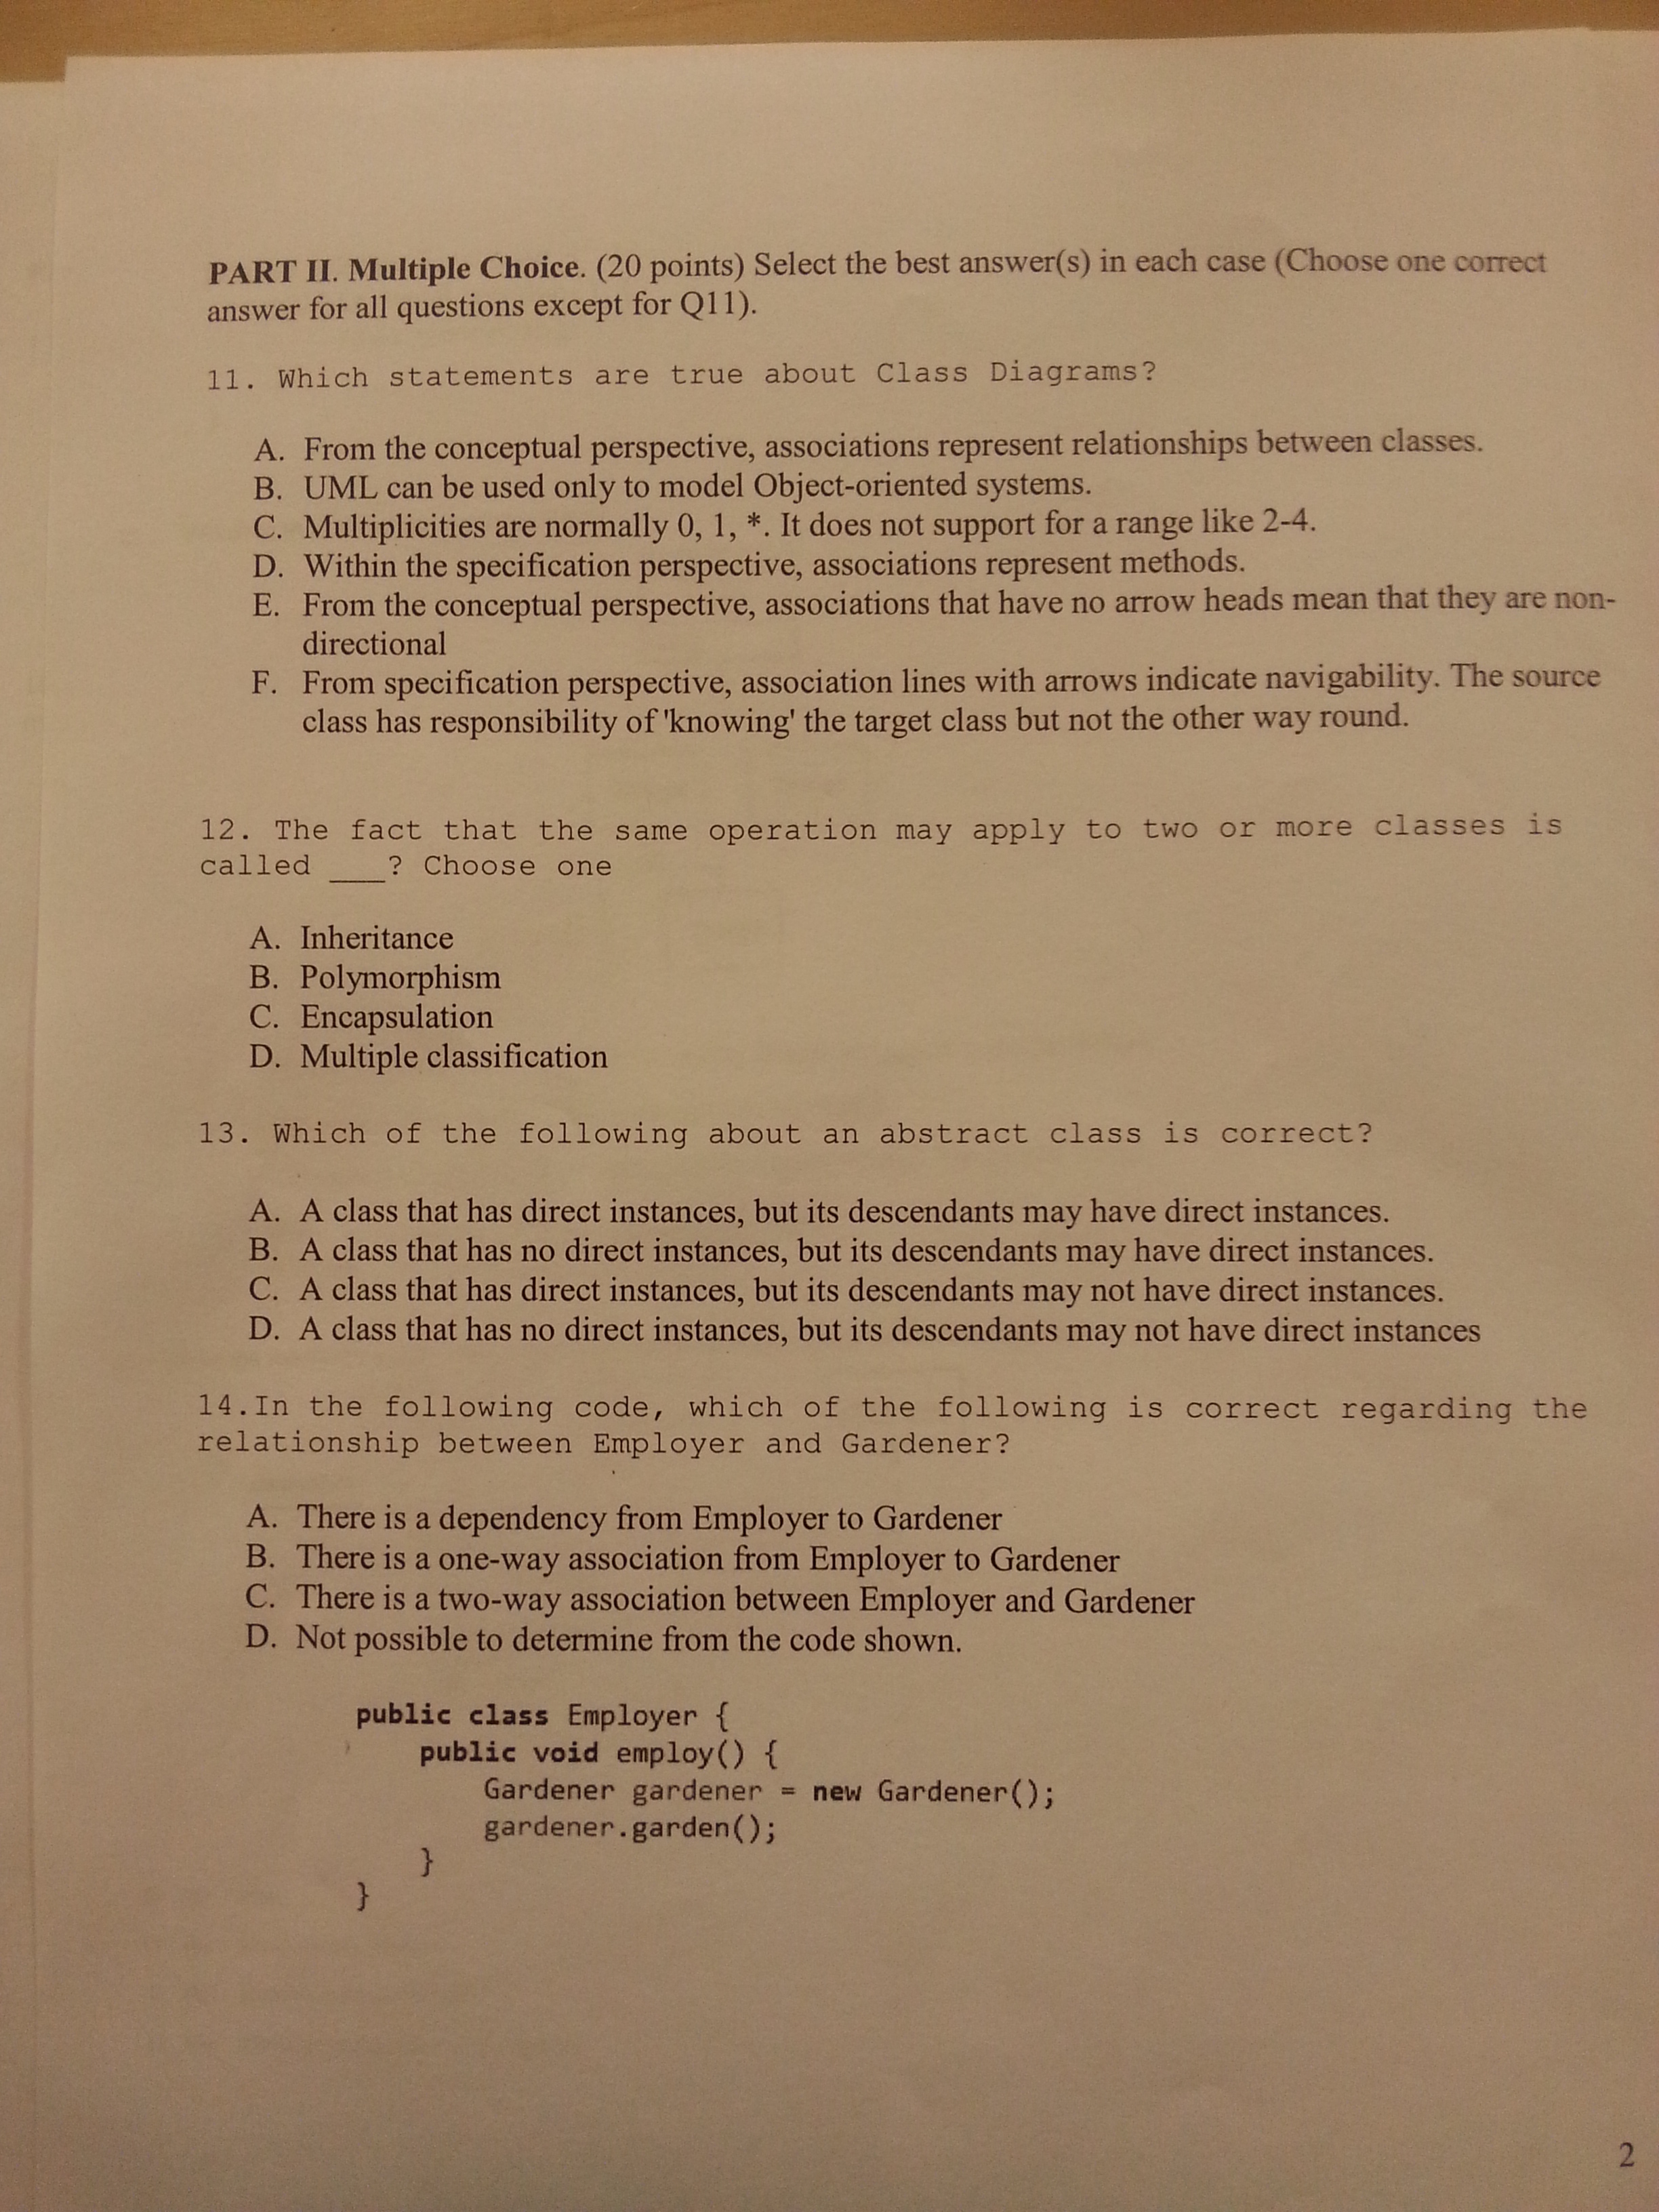 PART II. Multiple Choice. (20 points) Select the best answer(s) in each case (Choose one correct
answer for all questions except for Q11).
11. Which statements are true about Class Diagrams?
A. From the conceptual perspective, associations represent relationships between classes.
B. UML can be used only to model Object-oriented systems.
C. Multiplicities are normally 0, 1, *. It does not support for a range like 2-4.
D. Within the specification perspective, associations represent methods.
E. From the conceptual perspective, associations that have no arrow heads mean that they are non-
directional
F. From specification perspective, association lines with arrows indicate navigability. The source
class has responsibility of 'knowing' the target class but not the other way round.
12. The fact that the same operation may apply to two or more classes is
called ___? Choose one
A. Inheritance
B. Polymorphism
C. Encapsulation
D. Multiple classification
13. Which of the following about an abstract class is correct?
A. A class that has direct instances, but its descendants may have direct instances.
B. A class that has no direct instances, but its descendants may have direct instances.
C. A class that has direct instances, but its descendants may not have direct instances.
D. A class that has no direct instances, but its descendants may not have direct instances
14.In the following code, which of the following is correct regarding the
relationship between Employer and Gardener?
A. There is a dependency from Employer to Gardener
B. There is a one-way association from Employer to Gardener
C. There is a two-way association between Employer and Gardener
D. Not possible to determine from the code shown.
public class Employer {
public void employ() {
Gardener gardener = new Gardener();
gardener.garden();
}
}
2